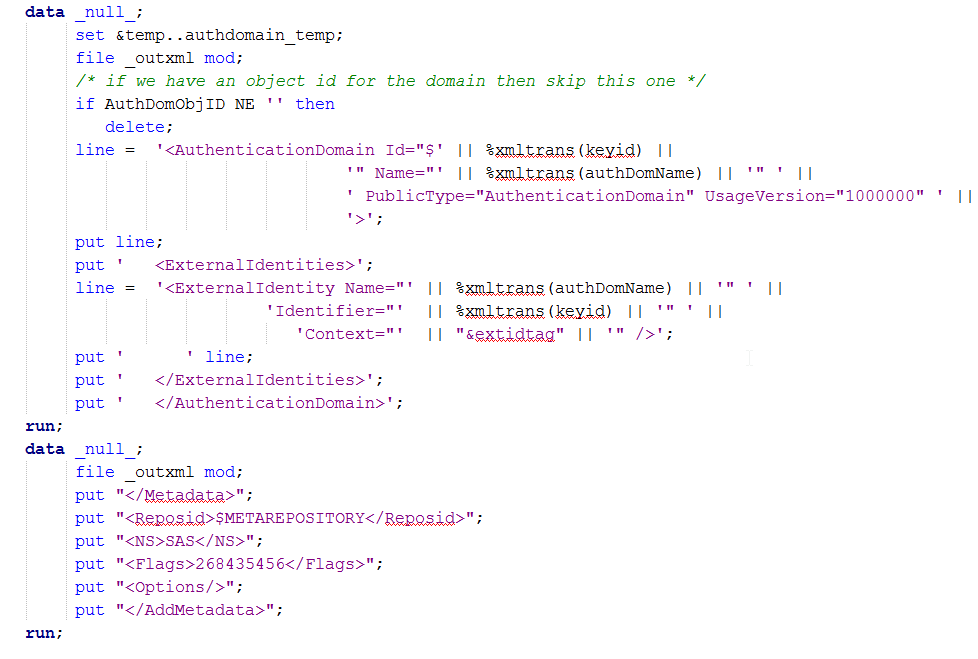 data _null_;
set &temp..authdomain_temp;
file _outxml mod;
/* if we have an object id for the domain then skip this one */
if AuthDomObjID NE '' then
delete;
line = '<AuthenticationDomain Id="$' || %xmltrans(keyid) ||
'" Name="' || %xmltrans(authDomName) || '" ' ||
' PublicType="AuthenticationDomain" UsageVersion="1000000" ' ||
'>';
put line;
put '   <ExternalIdentities>';
line = '<ExternalIdentity Name="' || %xmltrans(authDomName) || '" ' ||
'Identifier="' || %xmltrans(keyid) || '" ' ||
'Context="' || "&extidtag" || '" />';
put '      ' line;
put '   </ExternalIdentities>';
put '   </AuthenticationDomain>';
run;
data _null_;
file _outxml mod;
put "</Metadata>";
put "<Reposid>$METAREPOSITORY</Reposid>";
put "<NS>SAS</NS>";
put "<Flags>268435456</Flags>";
put "<Options/>";
put "</AddMetadata>";
run;